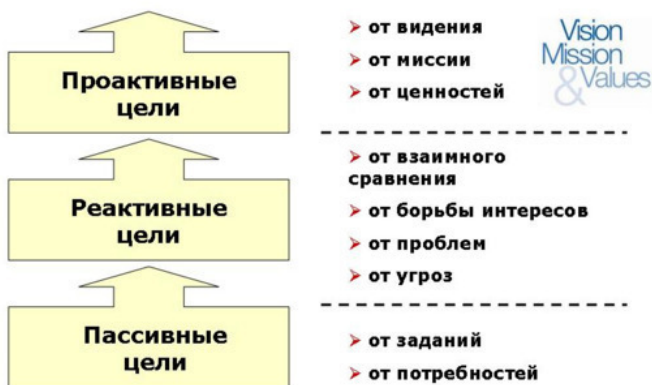 Проактивные
цели
➢ от видения
➢ от миссии
➢ от ценностей
Vision
Mission
& Values
Реактивные
цели
➢ от взаимного
сравнения
➢ от борьбы интересов
➢ от проблем
➢ от угроз
Пассивные
цели
➢ от заданий
➢ от потребностей